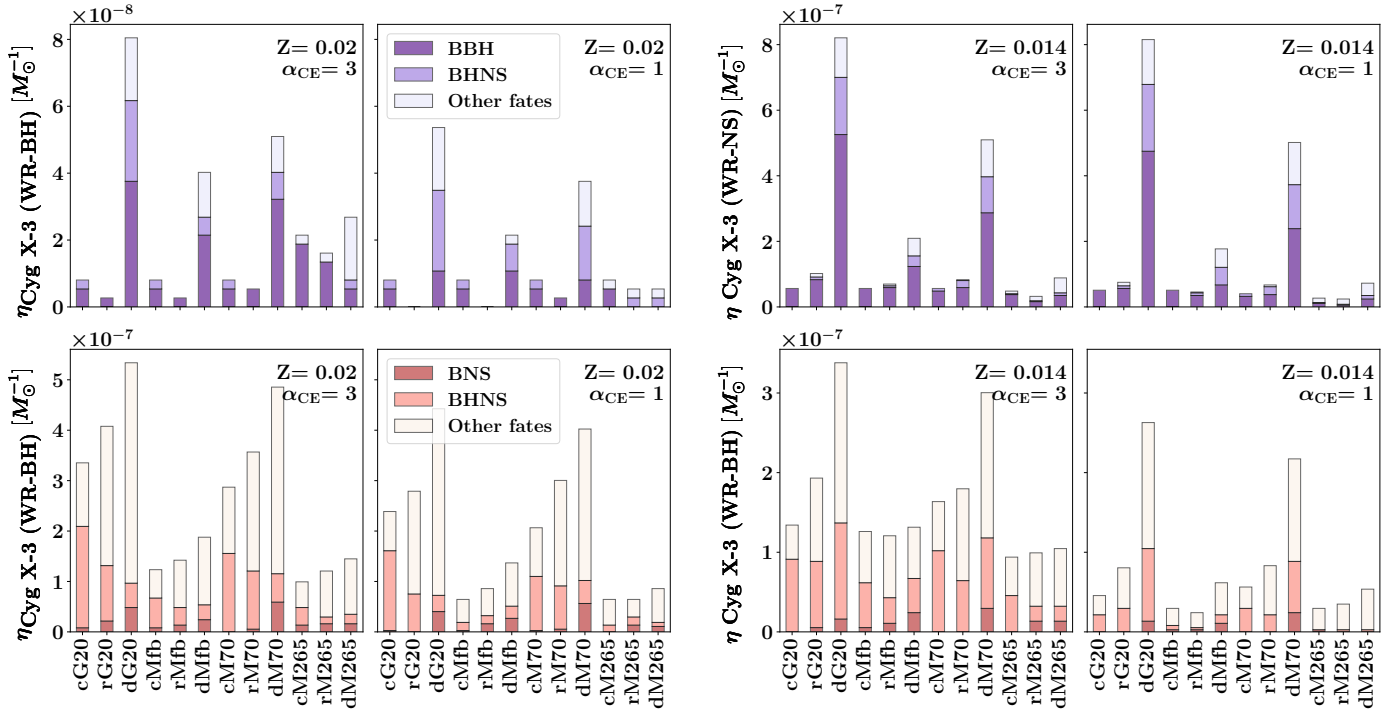 ×10⁻⁸
η_Cyg X-3 (WR-BH) [M_⊙⁻¹]
8
6
4
2
0
Z= 0.02
α_CE= 3
BBH
BHNS
Other fates
Z= 0.02
α_CE= 1
×10⁻⁷
η Cyg X-3 (WR-NS) [M_⊙⁻¹]
8
6
4
2
0
Z= 0.014
α_CE= 3
Z= 0.014
α_CE= 1
×10⁻⁷
η_Cyg X-3 (WR-BH) [M_⊙⁻¹]
5
4
3
2
1
0
Z= 0.02
α_CE= 3
BNS
BHNS
Other fates
Z= 0.02
α_CE= 1
cG20
rG20
dG20
cMfb
rMfb
dMfb
cM70
rM70
dM70
cM265
rM265
dM265
cG20
rG20
dG20
cMfb
rMfb
dMfb
cM70
rM70
dM70
cM265
rM265
dM265
×10⁻⁷
η Cyg X-3 (WR-BH) [M_⊙⁻¹]
3
2
1
0
Z= 0.014
α_CE= 3
Z= 0.014
α_CE= 1
cG20
rG20
dG20
cMfb
rMfb
dMfb
cM70
rM70
dM70
cM265
rM265
dM265
cG20
rG20
dG20
cMfb
rMfb
dMfb
cM70
rM70
dM70
cM265
rM265
dM265